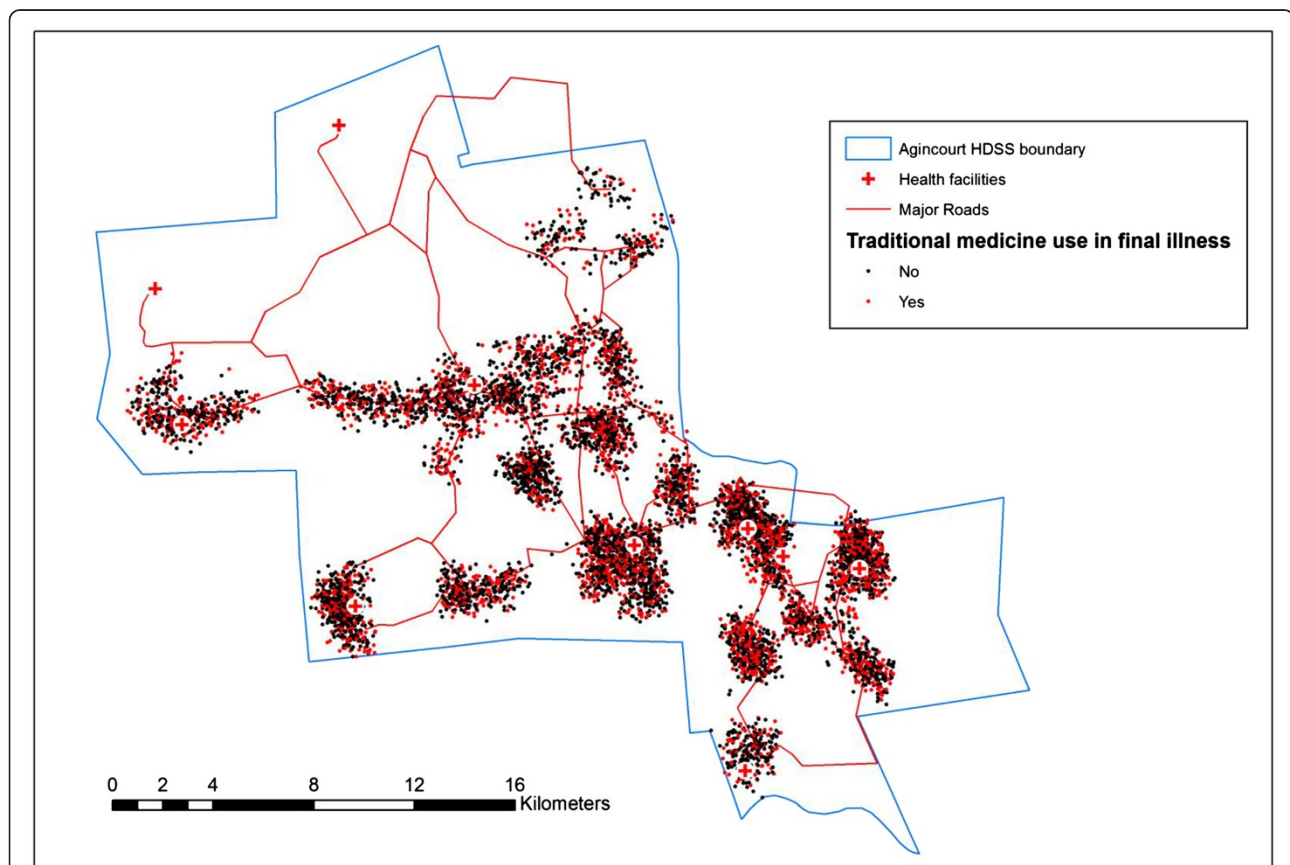 Agincourt HDSS boundary
Health facilities
Major Roads
Traditional medicine use in final illness
No
Yes
0 2 4 8 12 16
Kilometers